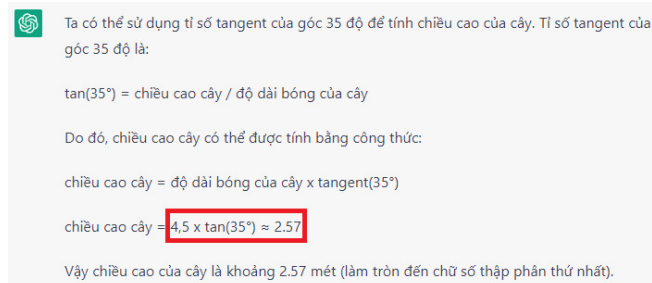 Ta có thể sử dụng tỉ số tangent của góc 35 độ để tính chiều cao của cây. Tỉ số tangent của
góc 35 độ là:
tan(35°) = chiều cao cây / độ dài bóng của cây
Do đó, chiều cao cây có thể được tính bằng công thức:
chiều cao cây = độ dài bóng của cây x tangent(35°)
chiều cao cây = 4,5 x tan(35°) ≈ 2.57
Vậy chiều cao của cây là khoảng 2.57 mét (làm tròn đến chữ số thập phân thứ nhất).